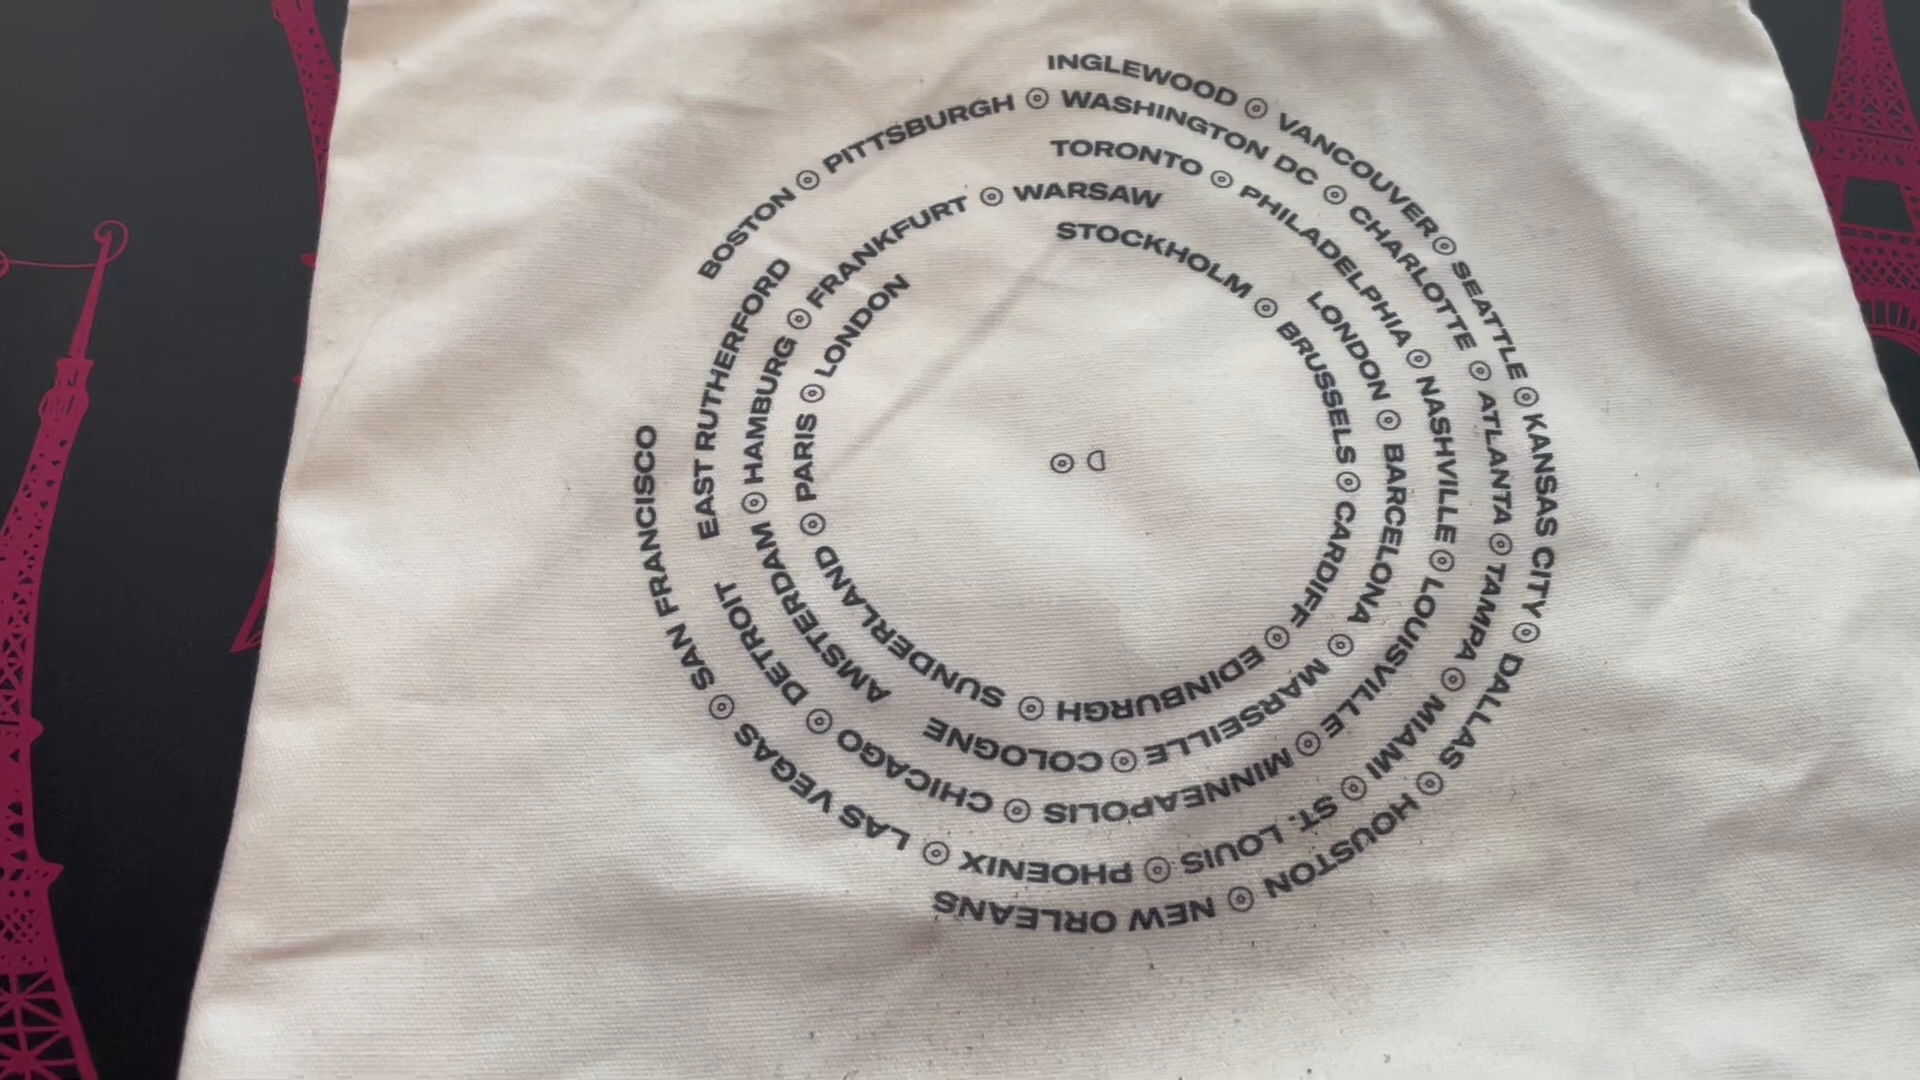 INGLEWOOD ⦾ VANCOUVER ⦾ SEATTLE ⦾ KANSAS CITY ⦾ DALLAS ⦾ HOUSTON ⦾ NEW ORLEANS
BOSTON ⦾ PITTSBURGH ⦾ WASHINGTON DC ⦾ CHARLOTTE ⦾ ATLANTA ⦾ TAMPA ⦾ MIAMI ⦾ ST. LOUIS ⦾ PHOENIX ⦾ LAS VEGAS ⦾ SAN FRANCISCO
TORONTO ⦾ PHILADELPHIA ⦾ NASHVILLE ⦾ LOUISVILLE ⦾ MINNEAPOLIS ⦾ CHICAGO ⦾ DETROIT
EAST RUTHERFORD
AMSTERDAM ⦾ HAMBURG ⦾ FRANKFURT ⦾ WARSAW
LONDON ⦾ BARCELONA ⦾ MARSEILLE ⦾ COLOGNE
STOCKHOLM ⦾ BRUSSELS ⦾ CARDIFF ⦾ EDINBURGH ⦾ SUNDERLAND ⦾ PARIS ⦾ LONDON